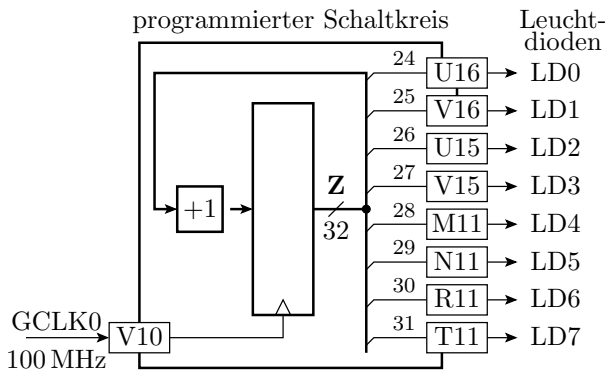 programmierter Schaltkreis
Leucht-
dioden
24 U16 LD0
25 V16 LD1
26 U15 LD2
27 V15 LD3
+1
Z
32
28 M11 LD4
29 N11 LD5
30 R11 LD6
31 T11 LD7
GCLK0
V10
100 MHz